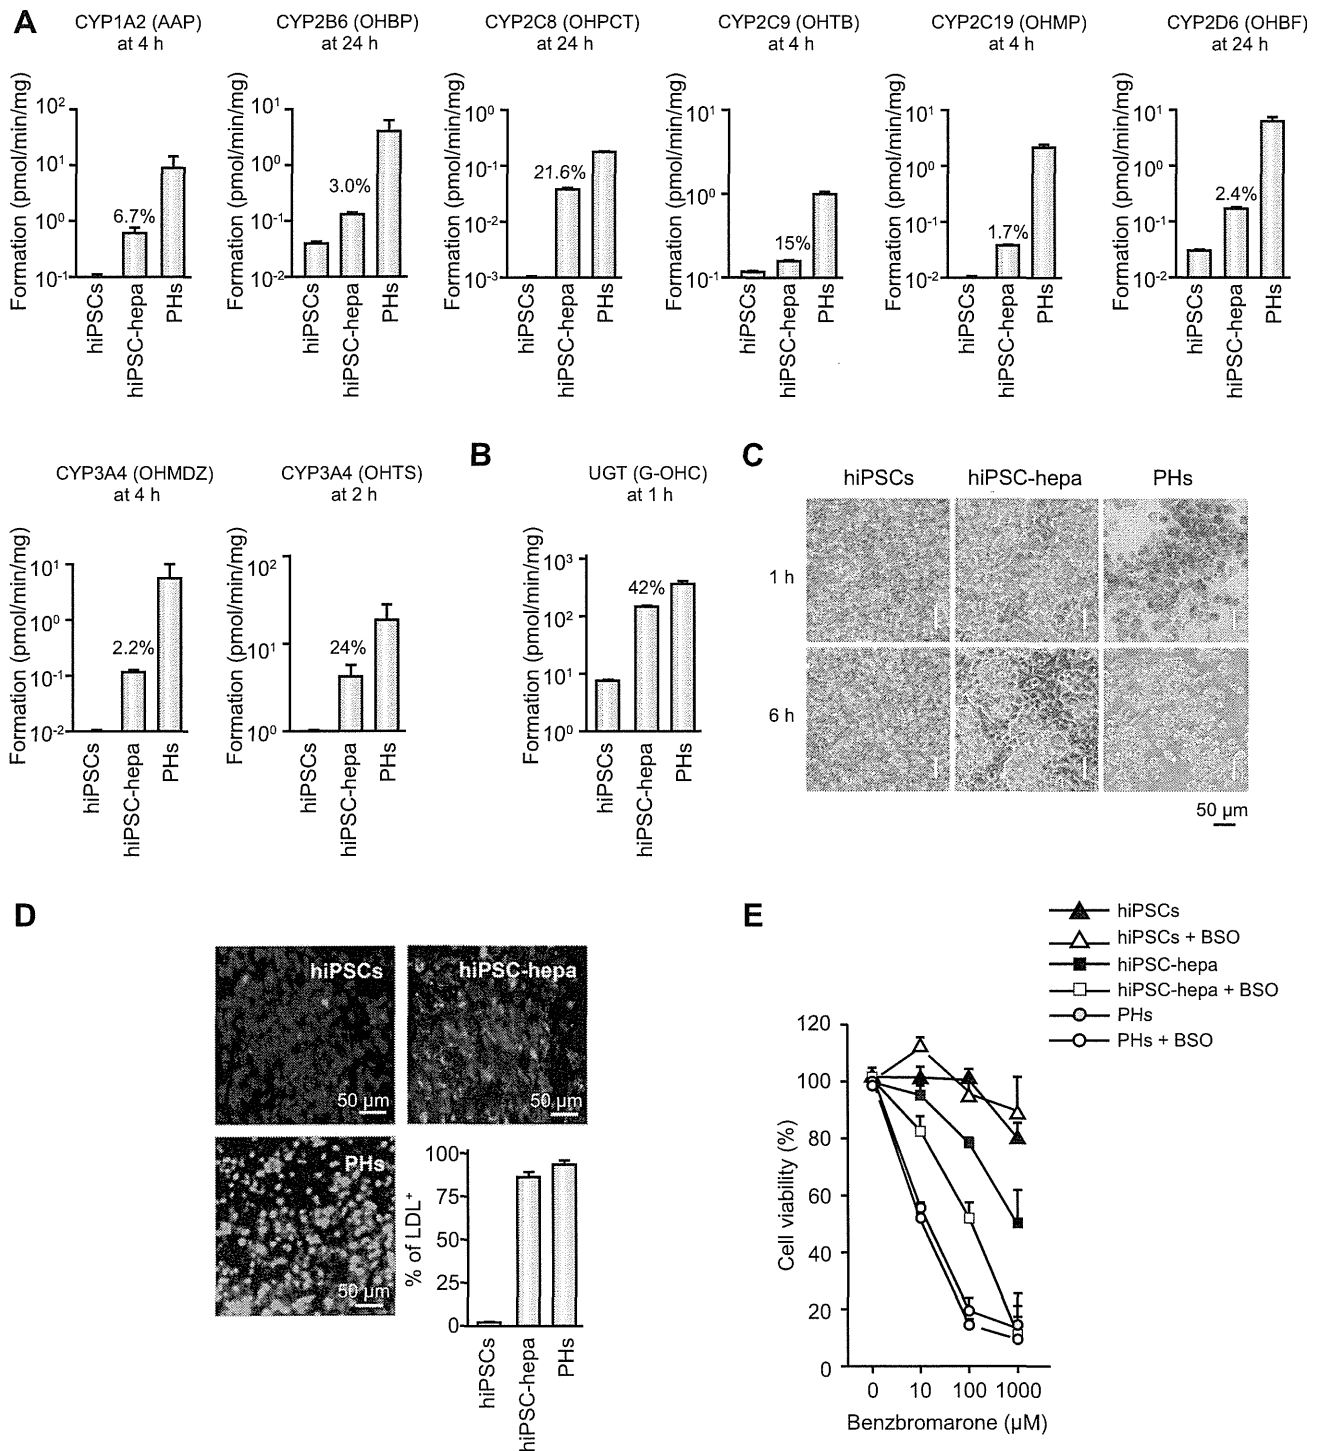 A
CYP1A2 (AAP)
at 4 h
Formation (pmol/min/mg)
10²
10¹
10⁰
10⁻¹
6.7%
hiPSCs
hiPSC-hepa
PHs
CYP2B6 (OHBP)
at 24 h
Formation (pmol/min/mg)
10¹
10⁰
10⁻¹
10⁻²
3.0%
hiPSCs
hiPSC-hepa
PHs
CYP2C8 (OHPCT)
at 24 h
Formation (pmol/min/mg)
10⁰
10⁻¹
10⁻²
10⁻³
21.6%
hiPSCs
hiPSC-hepa
PHs
CYP2C9 (OHTB)
at 4 h
Formation (pmol/min/mg)
10¹
10⁰
10⁻¹
15%
hiPSCs
hiPSC-hepa
PHs
CYP2C19 (OHMP)
at 4 h
Formation (pmol/min/mg)
10¹
10⁰
10⁻¹
10⁻²
1.7%
hiPSCs
hiPSC-hepa
PHs
CYP2D6 (OHBF)
at 24 h
Formation (pmol/min/mg)
10¹
10⁰
10⁻¹
10⁻²
2.4%
hiPSCs
hiPSC-hepa
PHs
CYP3A4 (OHMDZ)
at 4 h
Formation (pmol/min/mg)
10¹
10⁰
10⁻¹
10⁻²
2.2%
hiPSCs
hiPSC-hepa
PHs
CYP3A4 (OHTS)
at 2 h
Formation (pmol/min/mg)
10²
10¹
10⁰
24%
hiPSCs
hiPSC-hepa
PHs
B
UGT (G-OHC)
at 1 h
Formation (pmol/min/mg)
10³
10²
10¹
10⁰
42%
hiPSCs
hiPSC-hepa
PHs
C
hiPSCs hiPSC-hepa PHs
1 h
6 h
50 µm
D
hiPSCs
50 µm
hiPSC-hepa
50 µm
PHs
50 µm
% of LDL⁺
100
75
50
25
0
hiPSCs
hiPSC-hepa
PHs
E
hiPSCs
hiPSCs + BSO
hiPSC-hepa
hiPSC-hepa + BSO
PHs
PHs + BSO
Cell viability (%)
120
100
80
60
40
20
0
0 10 100 1000
Benzbromarone (µM)